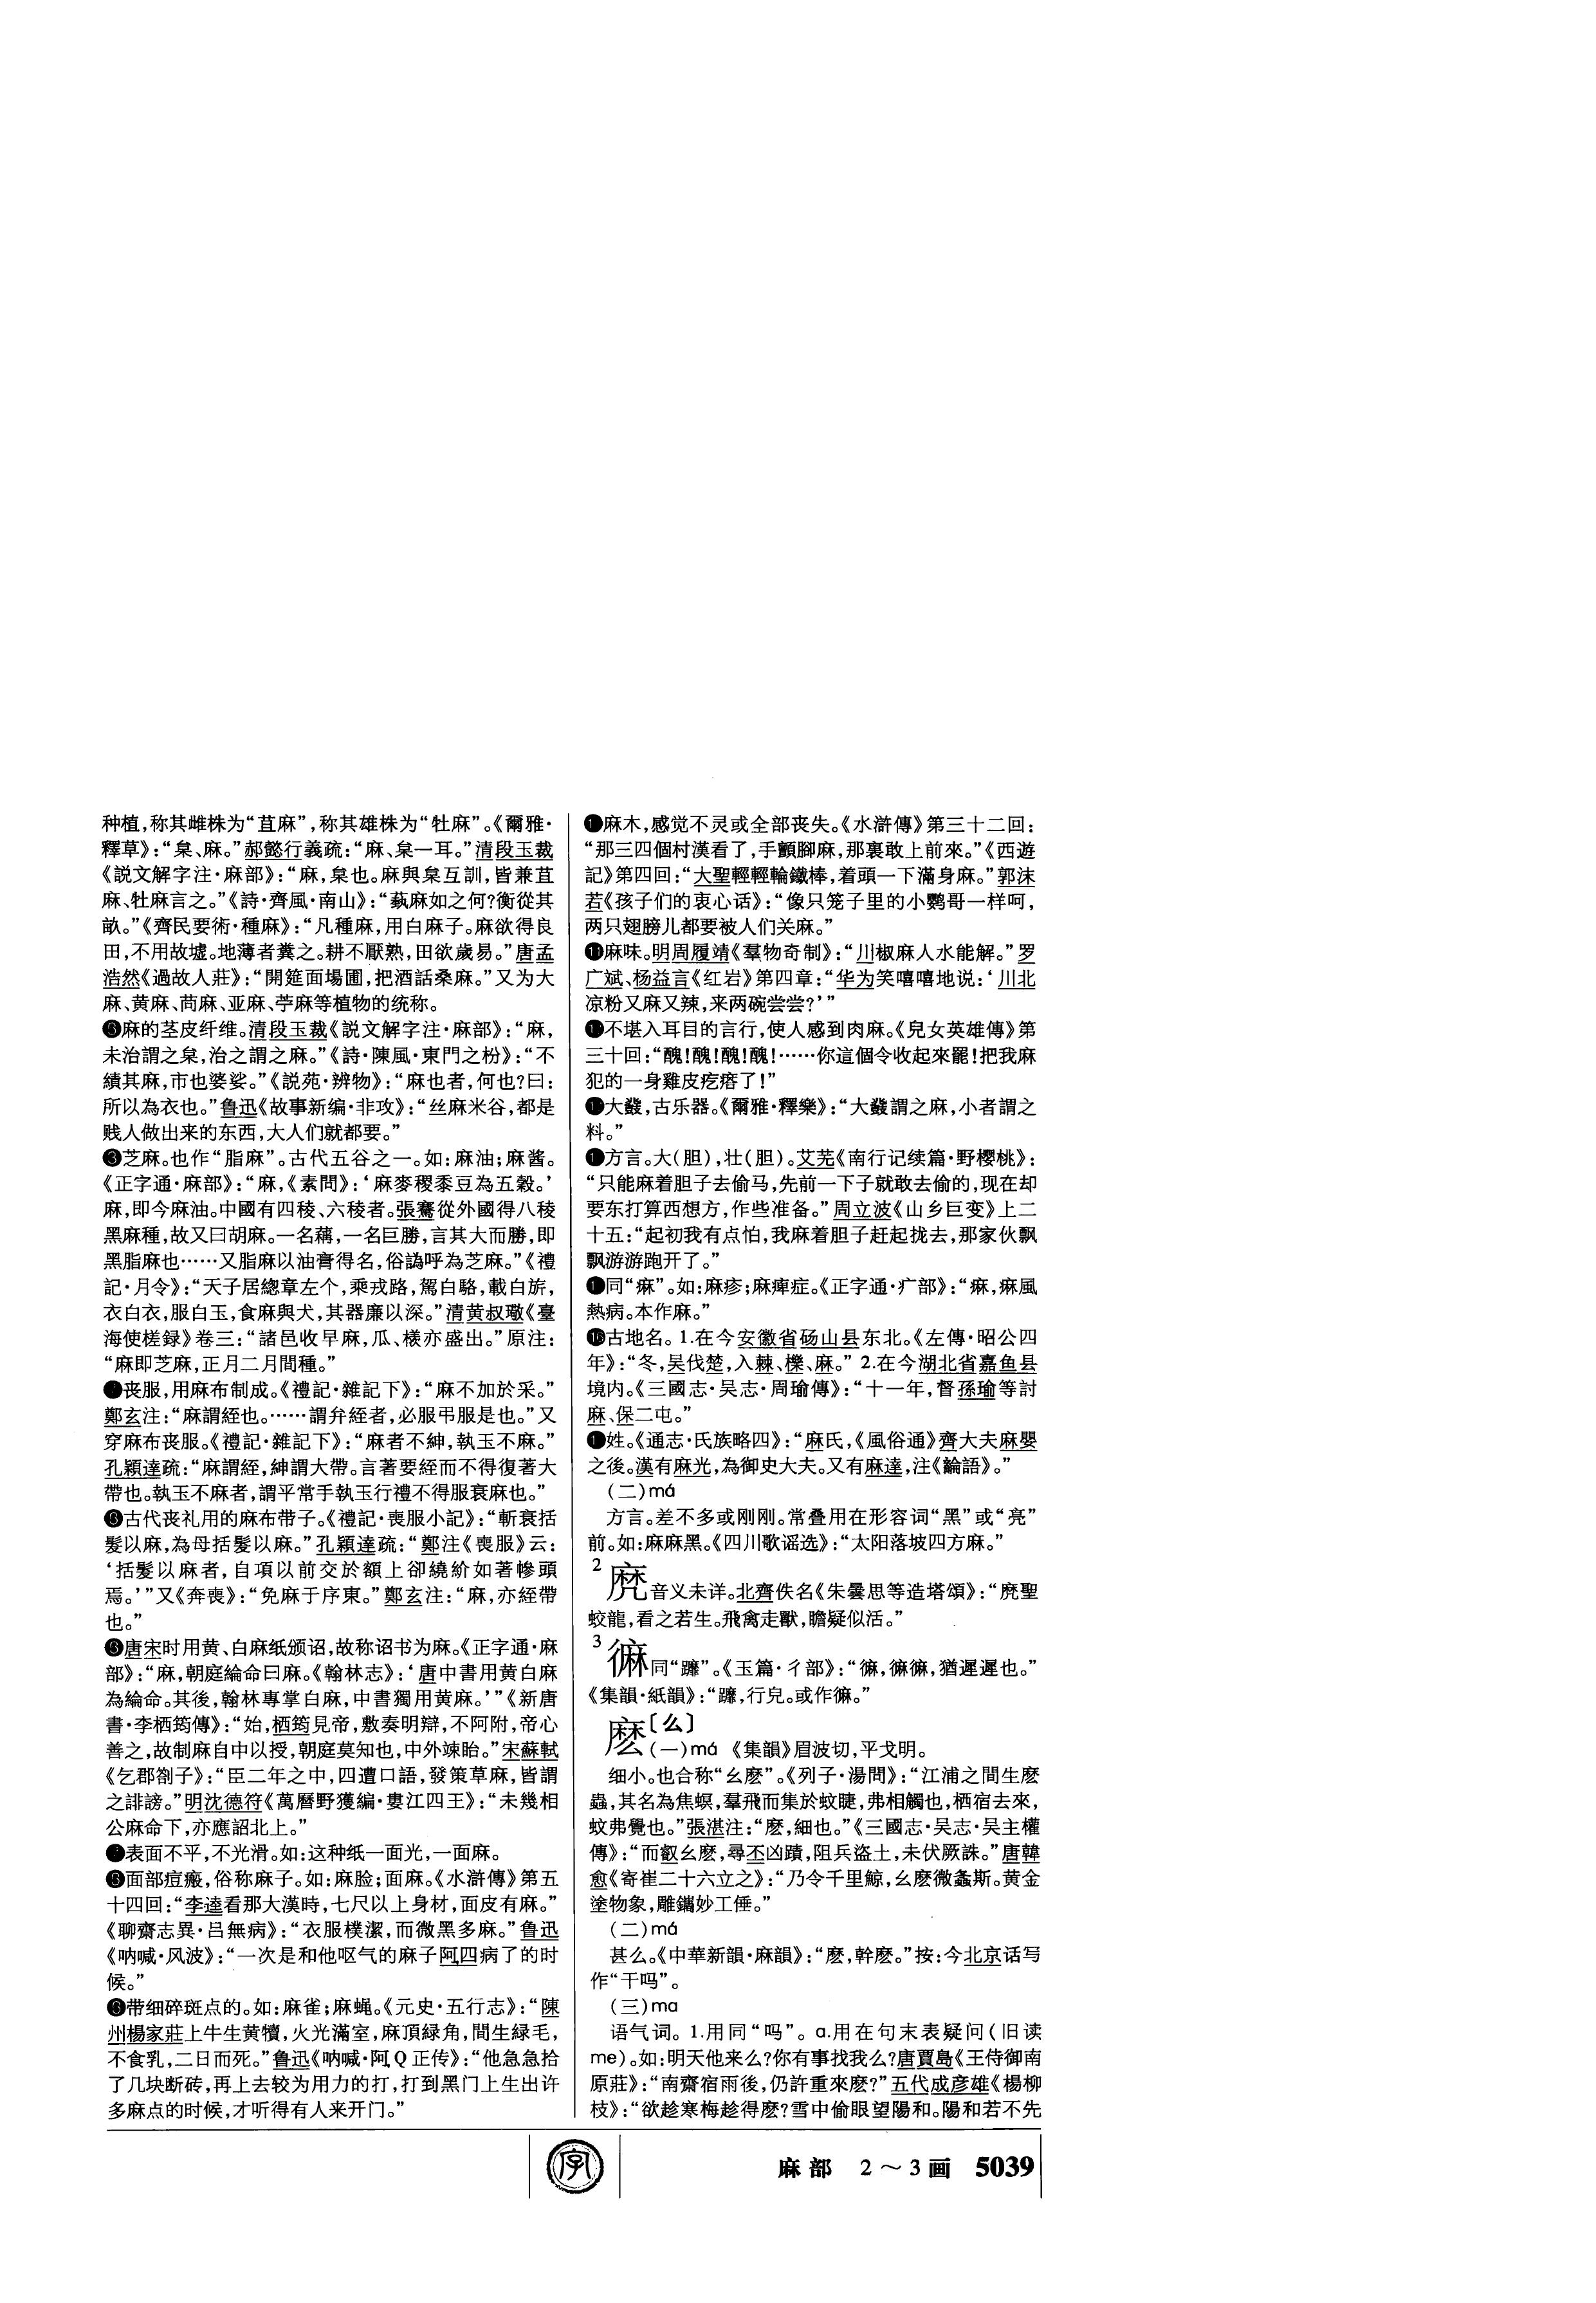 种植，称其雌株为“苴麻”，称其雄株为“牡麻”。《爾雅·
釋草》：“枲、麻。”郝懿行義疏：“麻、枲一耳。”清段玉裁
《説文解字注·麻部》：“麻，枲也。麻與枲互訓，皆兼苴
麻、牡麻言之。”《詩·齊風·南山》：“蓺麻如之何？衡從其
畝。”《齊民要術·種麻》：“凡種麻，用白麻子。麻欲得良
田，不用故墟。地薄者糞之。耕不厭熟，田欲歲易。”唐孟
浩然《過故人莊》：“開筵面場圃，把酒話桑麻。”又为大
麻、黄麻、苘麻、亚麻、苧麻等植物的统称。
麻的茎皮纤维。清段玉裁《説文解字注·麻部》：“麻，
未治謂之枲，治之謂之麻。”《詩·陳風·東門之枌》：“不
績其麻，市也婆娑。”《説苑·辨物》：“麻也者，何也？曰：
所以為衣也。”鲁迅《故事新编·非攻》：“丝麻米谷，都是
贱人做出来的东西，大人们就都要。”
❸芝麻。也作“脂麻”。古代五谷之一。如：麻油；麻酱。
《正字通·麻部》：“麻，《素問》：‘麻麥稷黍豆為五穀。’
麻，即今麻油。中國有四稜、六稜者。張騫從外國得八稜
黑麻種，故又曰胡麻。一名藕，一名巨勝，言其大而勝，即
黑脂麻也……又脂麻以油膏得名，俗譌呼為芝麻。”《禮
記·月令》：“天子居總章左个，乘戎路，駕白駱，載白旂，
衣白衣，服白玉，食麻與犬，其器廉以深。”清黄叔璥《臺
海使槎録》卷三：“諸邑收早麻，瓜、檨亦盛出。”原注：
“麻即芝麻，正月二月間種。”
丧服，用麻布制成。《禮記·雜記下》：“麻不加於采。”
鄭玄注：“麻謂絰也。……謂弁絰者，必服弔服是也。”又
穿麻布丧服。《禮記·雜記下》：“麻者不紳，執玉不麻。”
孔穎達疏：“麻謂絰，紳謂大帶。言著要絰而不得復著大
帶也。執玉不麻者，謂平常手執玉行禮不得服衰麻也。”
古代丧礼用的麻布带子。《禮記·喪服小記》：“斬衰括
髮以麻，為母括髮以麻。”孔穎達疏：“鄭注《喪服》云：
‘括髮以麻者，自項以前交於額上卻繞紒如著幓頭
焉。’”又《奔喪》：“免麻于序東。”鄭玄注：“麻，亦絰帶
也。”
唐宋时用黄、白麻纸颁诏，故称诏书为麻。《正字通·麻
部》：“麻，朝庭綸命曰麻。《翰林志》：‘唐中書用黄白麻
為綸命。其後，翰林專掌白麻，中書獨用黄麻。’”《新唐
書·李栖筠傳》：“始，栖筠見帝，敷奏明辯，不阿附，帝心
善之，故制麻自中以授，朝庭莫知也，中外竦眙。”宋蘇軾
《乞郡劄子》：“臣二年之中，四遭口語，發策草麻，皆謂
之誹謗。”明沈德符《萬曆野獲編·婁江四王》：“未幾相
公麻命下，亦應詔北上。”
表面不平，不光滑。如：这种纸一面光，一面麻。
面部痘瘢，俗称麻子。如：麻脸；面麻。《水滸傳》第五
十四回：“李逵看那大漢時，七尺以上身材，面皮有麻。”
《聊齋志異·吕無病》：“衣服樸潔，而微黑多麻。”鲁迅
《呐喊·风波》：“一次是和他呕气的麻子阿四病了的时
候。”
带细碎斑点的。如：麻雀；麻蝇。《元史·五行志》：“陳
州楊家莊上牛生黄犢，火光滿室，麻頂緑角，間生緑毛，
不食乳，二日而死。”鲁迅《呐喊·阿Q正传》：“他急急拾
了几块断砖，再上去较为用力的打，打到黑门上生出许
多麻点的时候，才听得有人来开门。”
麻木，感觉不灵或全部丧失。《水滸傳》第三十二回：
“那三四個村漢看了，手顫腳麻，那裏敢上前來。”《西遊
記》第四回：“大聖輕輕輪鐵棒，着頭一下滿身麻。”郭沫
若《孩子们的衷心话》：“像只笼子里的小鹦哥一样呵，
两只翅膀儿都要被人们关麻。”
⓫麻味。明周履靖《羣物奇制》：“川椒麻人水能解。”罗
广斌、杨益言《红岩》第四章：“华为笑嘻嘻地说：‘川北
凉粉又麻又辣，来两碗尝尝？’”
不堪入耳目的言行，使人感到肉麻。《兒女英雄傳》第
三十回：“醜！醜！醜！醜！……你這個令收起來罷！把我麻
犯的一身雞皮疙瘩了！”
大鼗，古乐器。《爾雅·釋樂》：“大鼗謂之麻，小者謂之
料。”
方言。大（胆），壮（胆）。艾芜《南行记续篇·野樱桃》：
“只能麻着胆子去偷马，先前一下子就敢去偷的，现在却
要东打算西想方，作些准备。”周立波《山乡巨变》上二
十五：“起初我有点怕，我麻着胆子赶起拢去，那家伙飘
飘游游跑开了。”
同“痳”。如：麻疹；麻痺症。《正字通·疒部》：“痳，痳風
熱病。本作麻。”
古地名。1.在今安徽省砀山县东北。《左傳·昭公四
年》：“冬，吴伐楚，入棘、櫟、麻。”2.在今湖北省嘉鱼县
境内。《三國志·吴志·周瑜傳》：“十一年，督孫瑜等討
麻、保二屯。”
姓。《通志·氏族略四》：“麻氏，《風俗通》齊大夫麻嬰
之後。漢有麻光，為御史大夫。又有麻達，注《論語》。”
（二）má
方言。差不多或刚刚。常叠用在形容词“黑”或“亮”
前。如：麻麻黑。《四川歌谣选》：“太阳落坡四方麻。”
2 音义未详。北齊佚名《朱曇思等造塔頌》：“聖
蛟龍，看之若生。飛禽走獸，瞻疑似活。”
3 同“躎”。《玉篇·彳部》：“，猶遲遲也。”
《集韻·紙韻》：“，行皃。或作。”
麽〔么〕
（一）má 《集韻》眉波切，平戈明。
细小。也合称“幺麽”。《列子·湯問》：“江浦之間生麽
蟲，其名為焦螟，羣飛而集於蚊睫，弗相觸也，栖宿去來，
蚊弗覺也。”張湛注：“麽，細也。”《三國志·吴志·吴主權
傳》：“而叡幺麽，尋丕凶蹟，阻兵盜土，未伏厥誅。”唐韓
愈《寄崔二十六立之》：“乃令千里鯨，幺麽微螽斯。黄金
塗物象，雕鐫妙工倕。”
（二）má
甚么。《中華新韻·麻韻》：“麽，幹麽。”按：今北京话写
作“干吗”。
（三）ma
语气词。1.用同“吗”。a.用在句末表疑问（旧读
me）。如：明天他来么？你有事找我么？唐賈島《王侍御南
原莊》：“南齋宿雨後，仍許重來麽？”五代成彦雄《楊柳
枝》：“欲趁寒梅趁得麽？雪中偷眼望陽和。陽和若不先
字
麻部 2～3画 5039